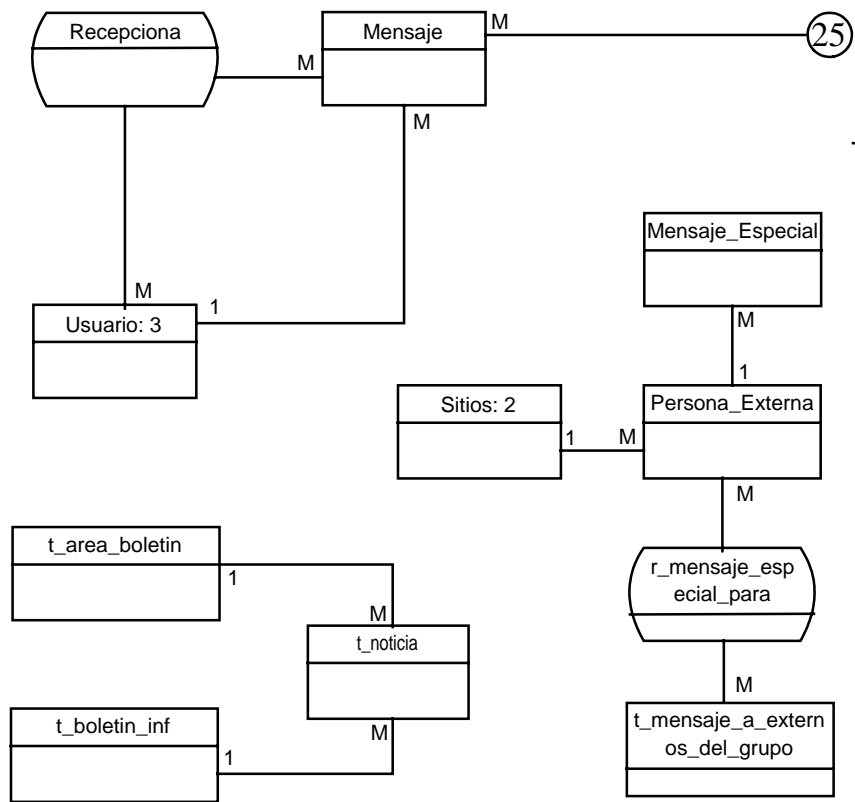 Recepciona
Mensaje
M
25
M
M
Mensaje_Especial
M
Usuario: 3
1
M
1
Sitios: 2
Persona_Externa
1
M
M
t_area_boletin
1
r_mensaje_esp
ecial_para
M
t_noticia
M
t_boletin_inf
M
1
t_mensaje_a_extern
os_del_grupo